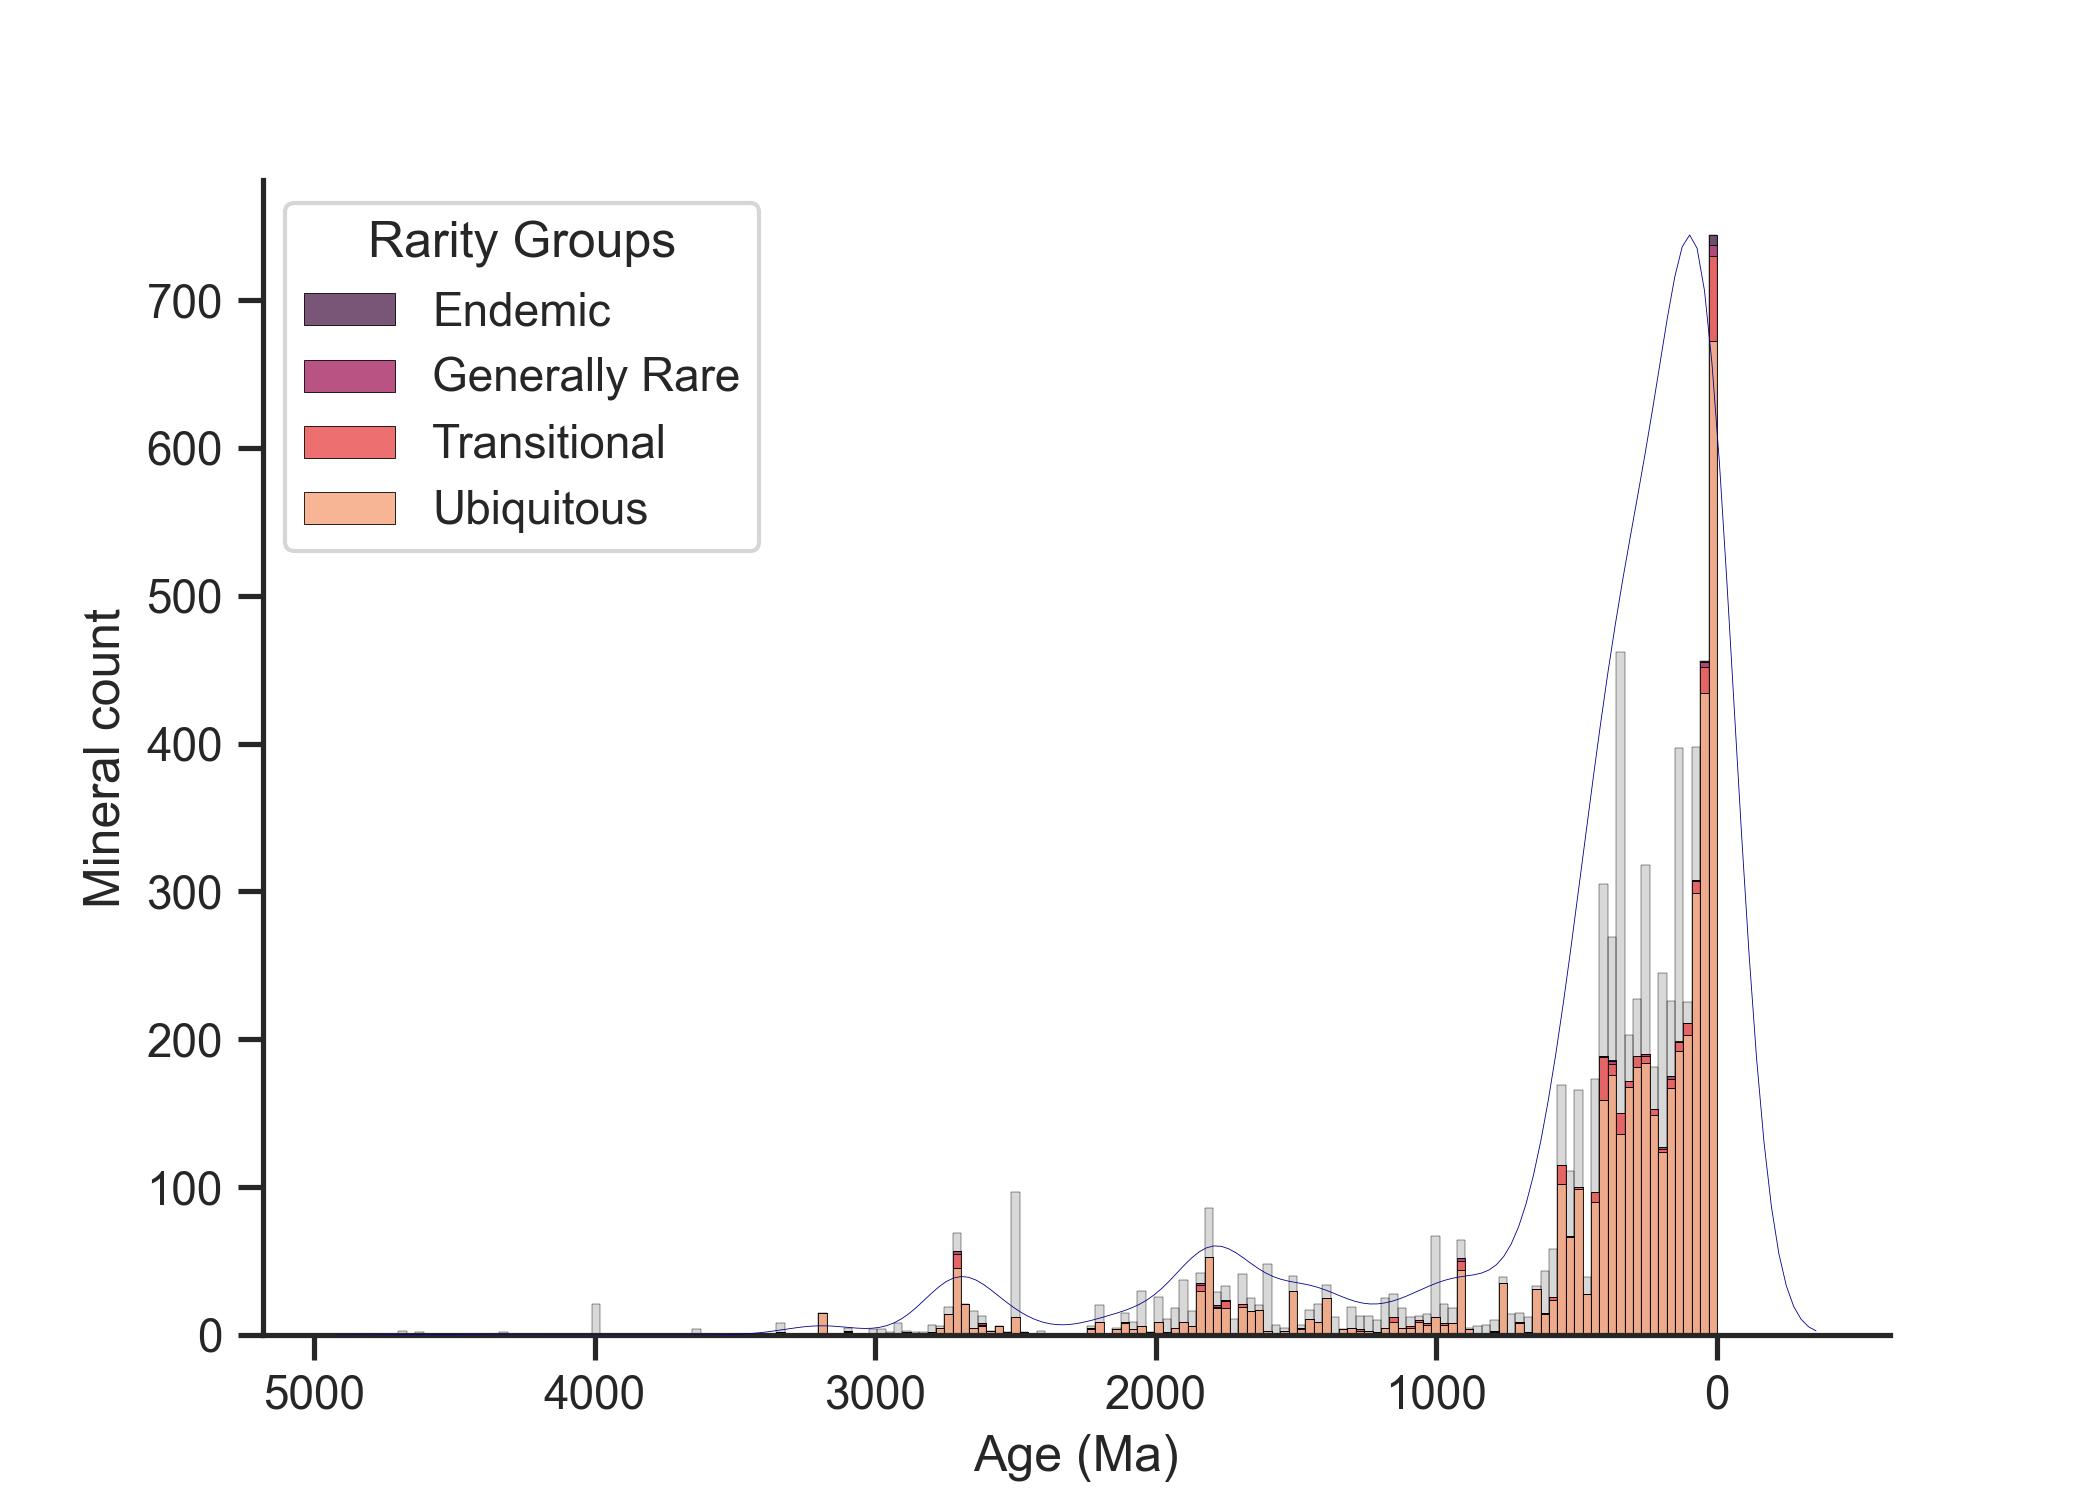 Rarity Groups
Endemic
Generally Rare
Transitional
Ubiquitous
Mineral count
700
600
500
400
300
200
100
0
5000 4000 3000 2000 1000 0
Age (Ma)